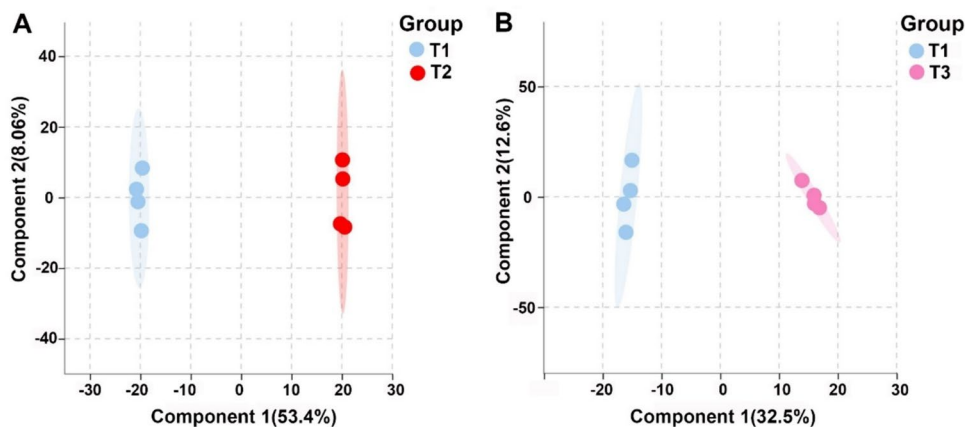 A
Group
T1
T2
Component 2(8.06%)
40
20
0
-20
-40
-30
-20
-10
0
10
20
30
Component 1(53.4%)
B
Group
T1
T3
Component 2(12.6%)
50
0
-50
-20
-10
0
10
20
30
Component 1(32.5%)